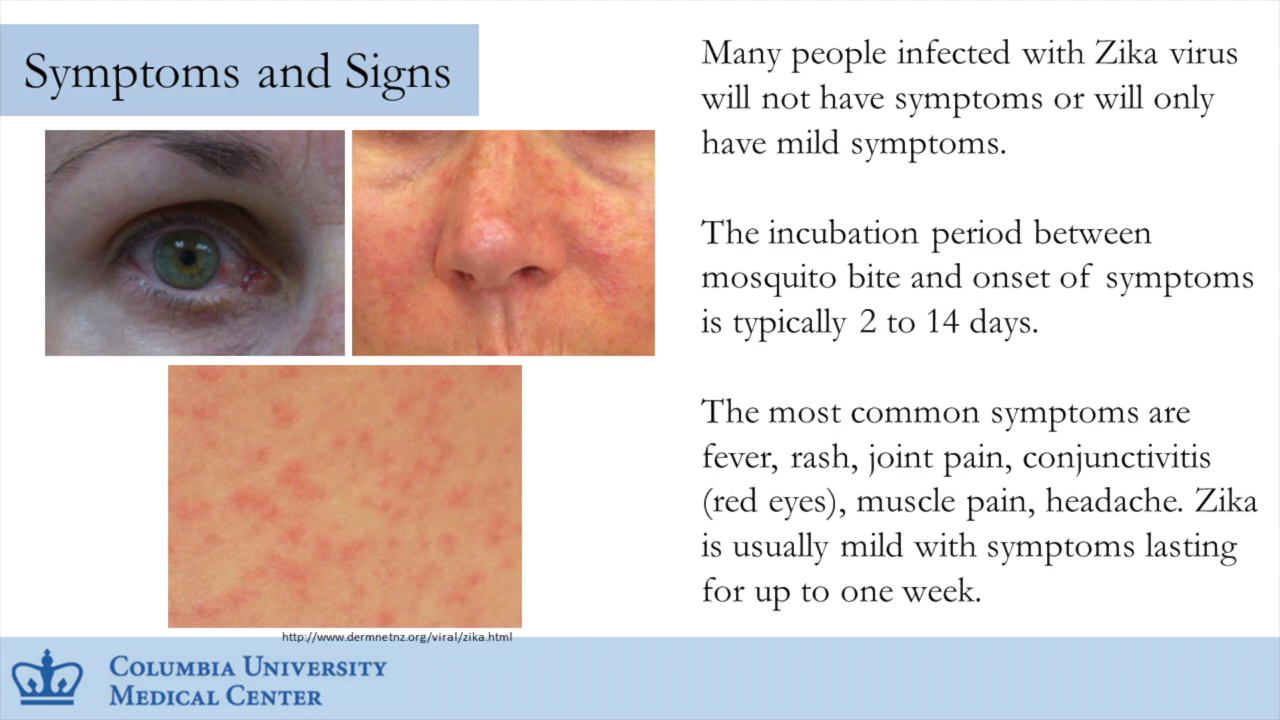 Symptoms and Signs
Many people infected with Zika virus
will not have symptoms or will only
have mild symptoms.
The incubation period between
mosquito bite and onset of symptoms
is typically 2 to 14 days.
The most common symptoms are
fever, rash, joint pain, conjunctivitis
(red eyes), muscle pain, headache. Zika
is usually mild with symptoms lasting
for up to one week.
http://www.dermnetnz.org/viral/zika.html
COLUMBIA UNIVERSITY
MEDICAL CENTER